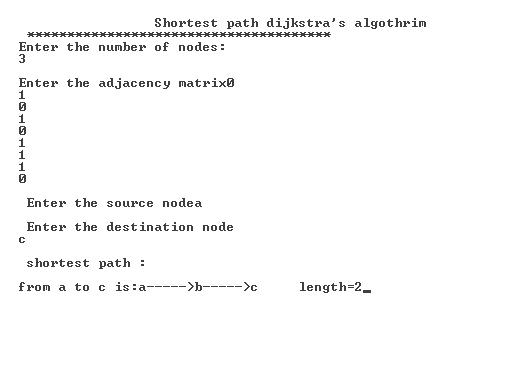 Shortest path dijkstra's algothrim
**************************************
Enter the number of nodes:
3
Enter the adjacency matrix0
1
0
1
0
1
1
1
0
Enter the source nodea
Enter the destination node
c
shortest path :
from a to c is:a----->b----->c length=2_